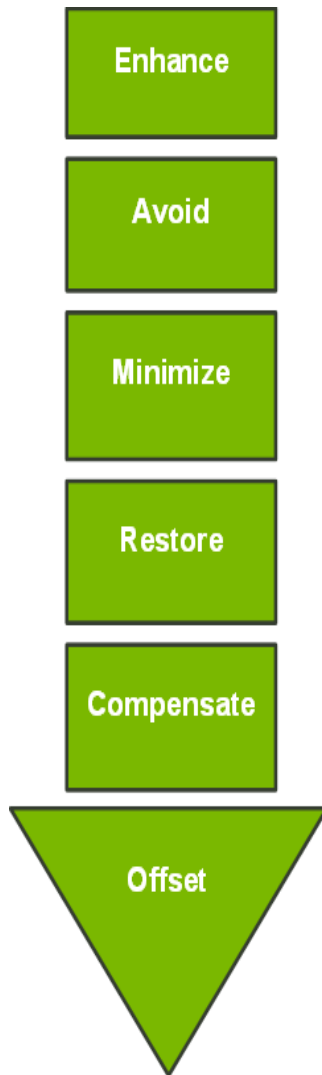 Enhance
Avoid
Minimize
Restore
Compensate
Offset